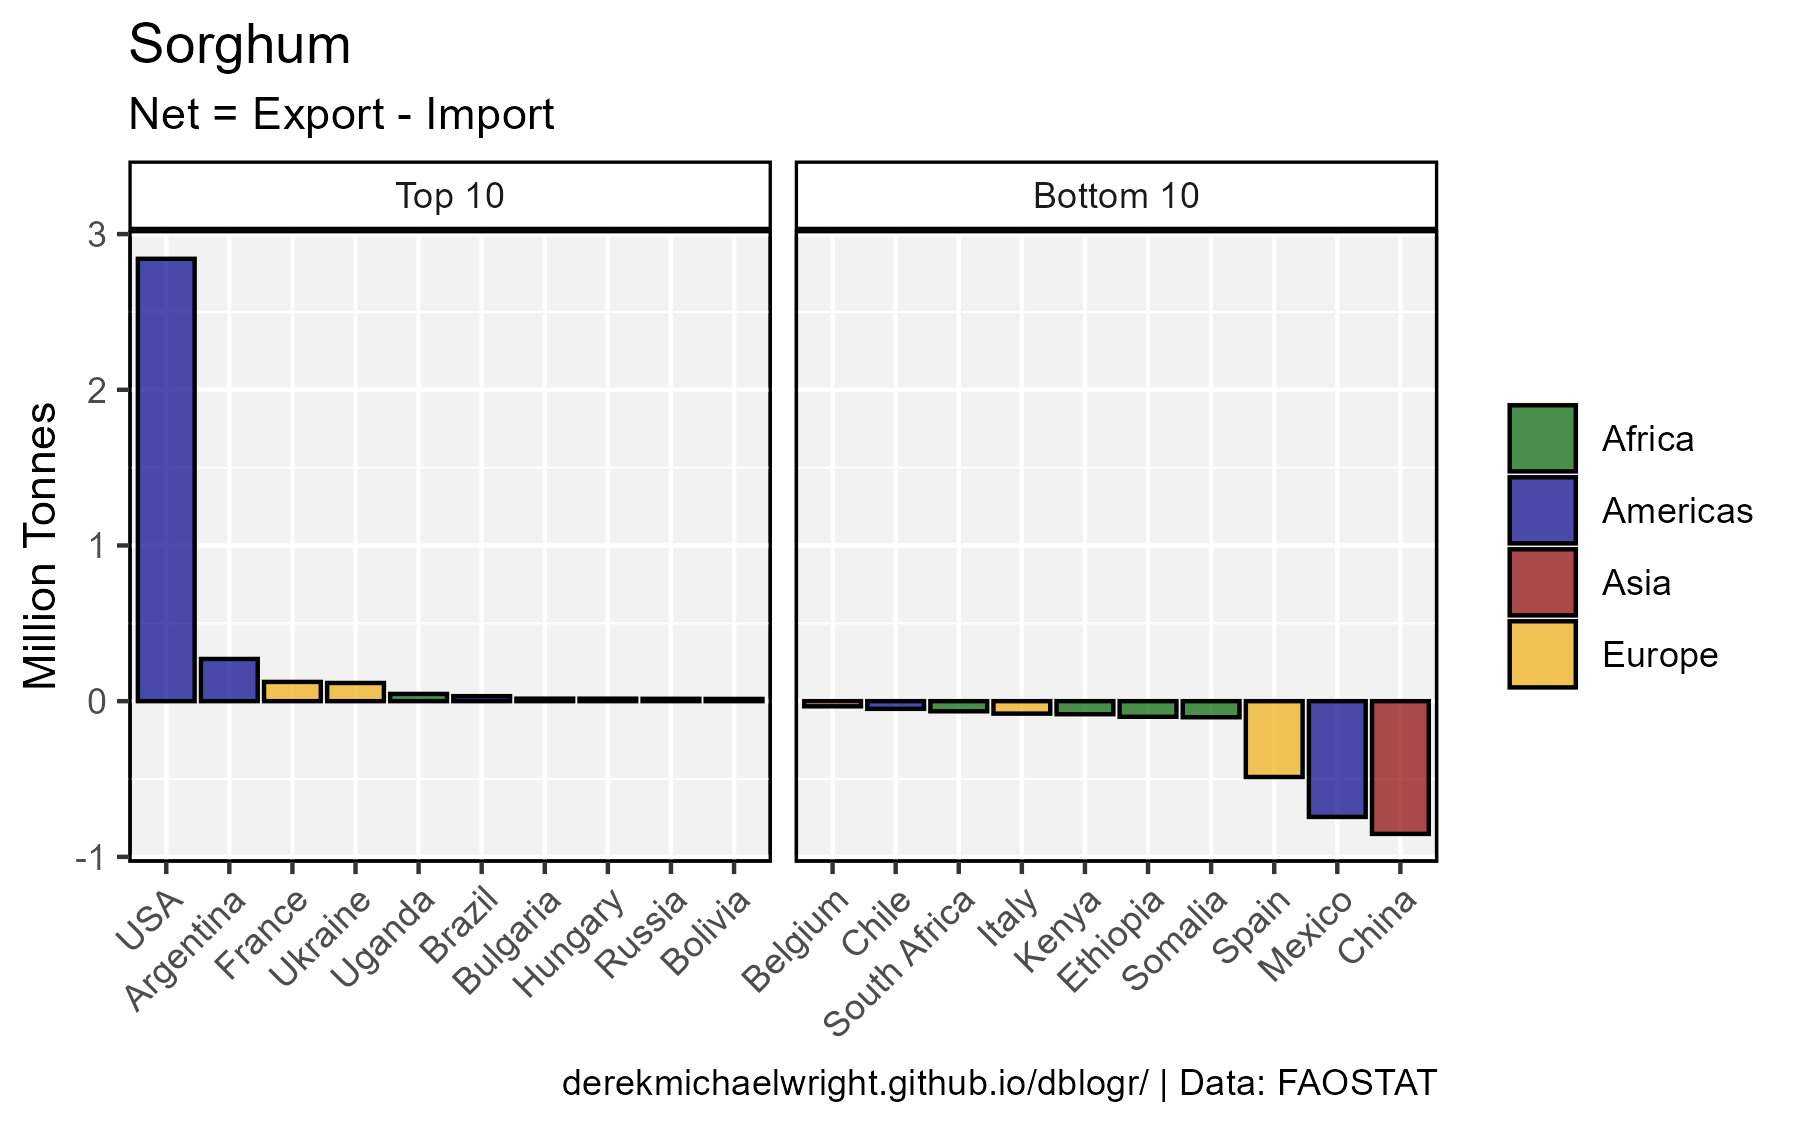 Sorghum
Net = Export - Import
Top 10
Bottom 10
Million Tonnes
3
2
1
0
-1
USA
Argentina
France
Ukraine
Uganda
Brazil
Bulgaria
Hungary
Russia
Bolivia
Belgium
Chile
South Africa
Italy
Kenya
Ethiopia
Somalia
Spain
Mexico
China
Africa
Americas
Asia
Europe
derekmichaelwright.github.io/dblogr/ | Data: FAOSTAT